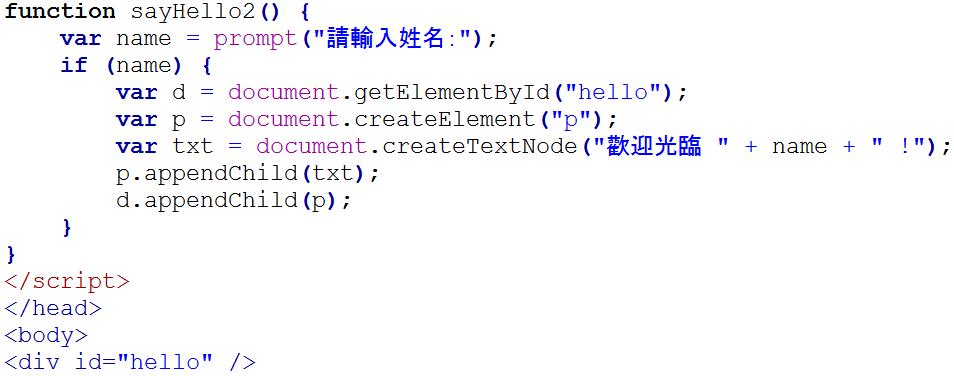 function sayHello2() {
    var name = prompt("請輸入姓名:");
    if (name) {
        var d = document.getElementById("hello");
        var p = document.createElement("p");
        var txt = document.createTextNode("歡迎光臨 " + name + " !");
        p.appendChild(txt);
        d.appendChild(p);
    }
}
</script>
</head>
<body>
<div id="hello" />